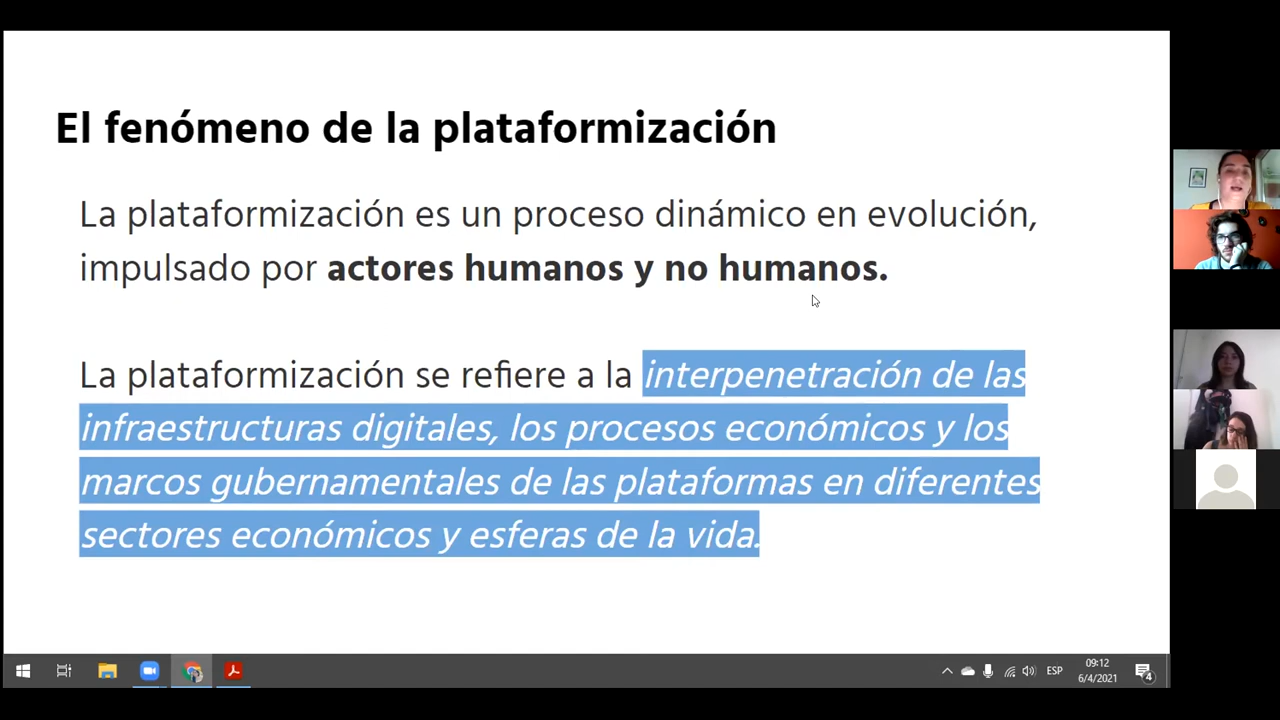 El fenómeno de la plataformización
La plataformización es un proceso dinámico en evolución,
impulsado por actores humanos y no humanos.
La plataformización se refiere a la interpenetración de las
infraestructuras digitales, los procesos económicos y los
marcos gubernamentales de las plataformas en diferentes
sectores económicos y esferas de la vida.
ESP
09:12
6/4/2021
4